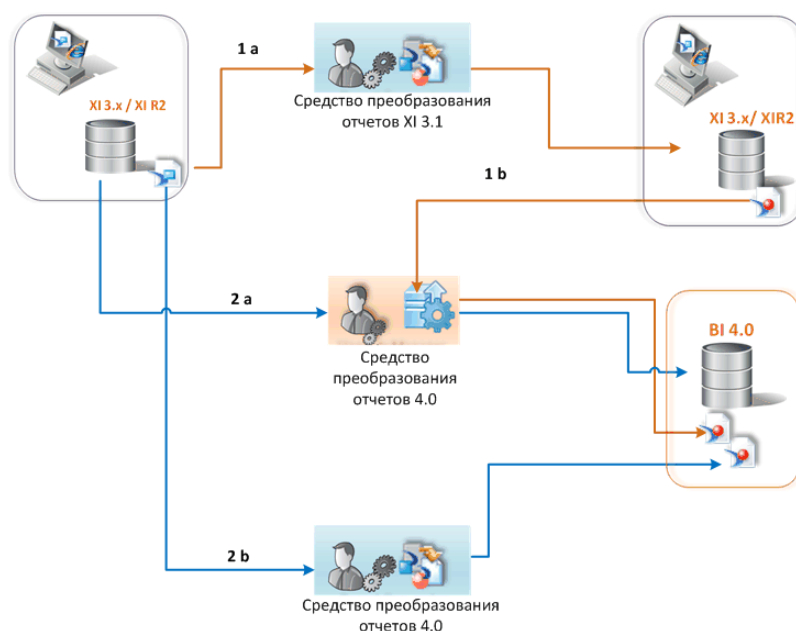 1 a
Средство преобразования
отчетов XI 3.1
XI 3.x / XI R2
XI 3.x/ XIR2
1 b
2 a
Средство
преобразования
отчетов 4.0
BI 4.0
2 b
Средство преобразования
отчетов 4.0